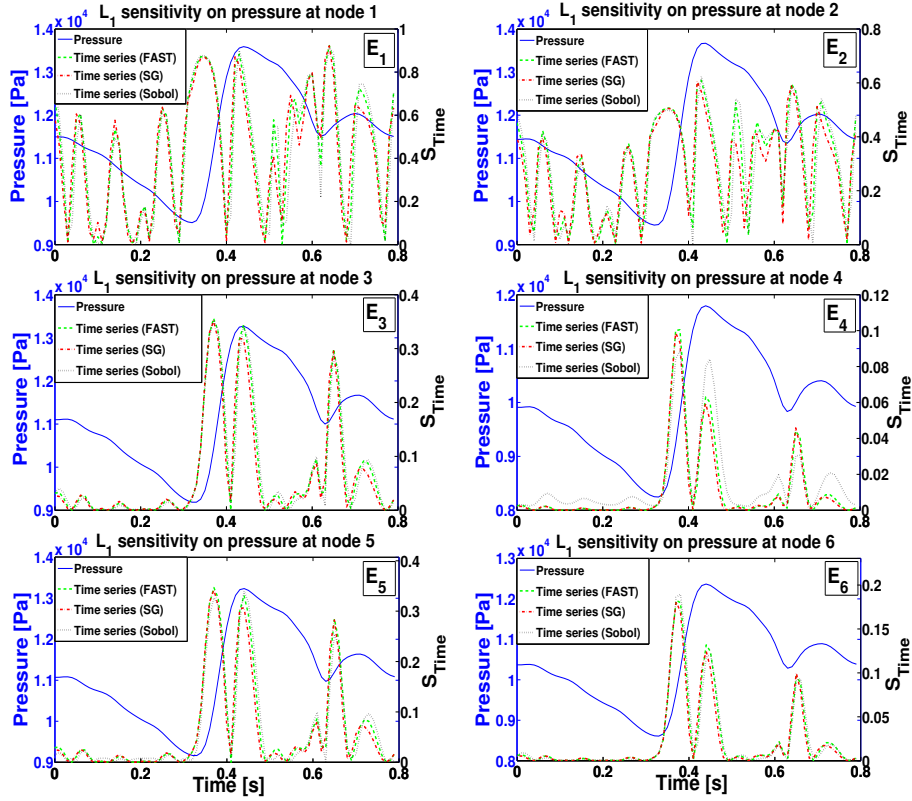 L1 sensitivity on pressure at node 1
x 10^4
Pressure [Pa]
1.4
1.3
1.2
1.1
1
0.9
Pressure
Time series (FAST)
Time series (SG)
Time series (Sobol)
E1
1
0.8
0.6
0.4
0.2
0
S_Time
0 0.2 0.4 0.6 0.8
L1 sensitivity on pressure at node 2
x 10^4
Pressure [Pa]
1.4
1.3
1.2
1.1
1
0.9
Pressure
Time series (FAST)
Time series (SG)
Time series (Sobol)
E2
0.8
0.6
0.4
0.2
0
S_Time
0 0.2 0.4 0.6 0.8
L1 sensitivity on pressure at node 3
x 10^4
Pressure [Pa]
1.4
1.3
1.2
1.1
1
0.9
Pressure
Time series (FAST)
Time series (SG)
Time series (Sobol)
E3
0.4
0.3
0.2
0.1
0
S_Time
0 0.2 0.4 0.6 0.8
L1 sensitivity on pressure at node 4
x 10^4
Pressure [Pa]
1.2
1.1
1
0.9
0.8
Pressure
Time series (FAST)
Time series (SG)
Time series (Sobol)
E4
0.12
0.1
0.08
0.06
0.04
0.02
0
S_Time
0 0.2 0.4 0.6 0.8
L1 sensitivity on pressure at node 5
x 10^4
Pressure [Pa]
1.4
1.3
1.2
1.1
1
0.9
Pressure
Time series (FAST)
Time series (SG)
Time series (Sobol)
E5
0.4
0.3
0.2
0.1
0
S_Time
0 0.2 0.4 0.6 0.8
Time [s]
L1 sensitivity on pressure at node 6
x 10^4
Pressure [Pa]
1.3
1.2
1.1
1
0.9
0.8
Pressure
Time series (FAST)
Time series (SG)
Time series (Sobol)
E6
0.2
0.15
0.1
0.05
0
S_Time
0 0.2 0.4 0.6 0.8
Time [s]